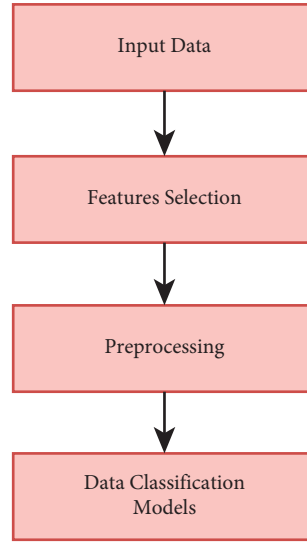 Input Data
Features Selection
Preprocessing
Data Classification
Models